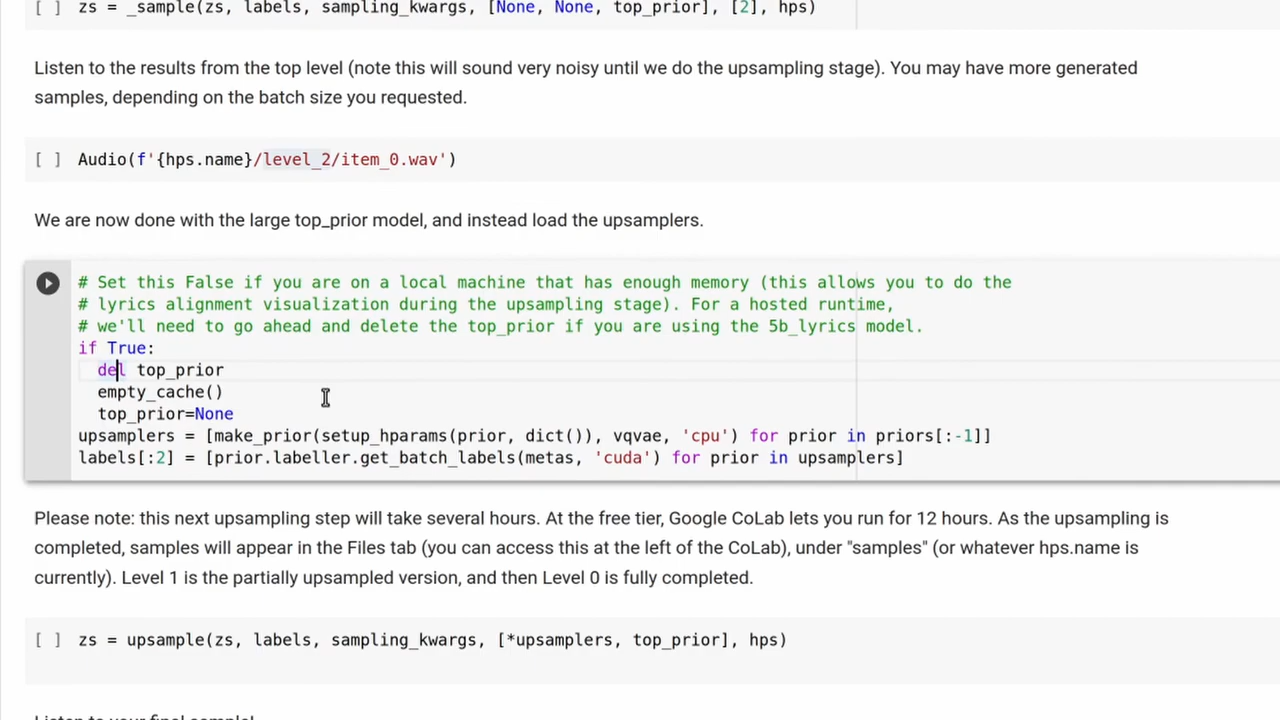 [ ] zs = _sample(zs, labels, sampling_kwargs, [None, None, top_prior], [2], hps)
Listen to the results from the top level (note this will sound very noisy until we do the upsampling stage). You may have more generated
samples, depending on the batch size you requested.
[ ] Audio(f'{hps.name}/level_2/item_0.wav')
We are now done with the large top_prior model, and instead load the upsamplers.
# Set this False if you are on a local machine that has enough memory (this allows you to do the
# lyrics alignment visualization during the upsampling stage). For a hosted runtime,
# we'll need to go ahead and delete the top_prior if you are using the 5b_lyrics model.
if True:
  del top_prior
  empty_cache()
  top_prior=None
upsamplers = [make_prior(setup_hparams(prior, dict()), vqvae, 'cpu') for prior in priors[:-1]]
labels[:2] = [prior.labeller.get_batch_labels(metas, 'cuda') for prior in upsamplers]
Please note: this next upsampling step will take several hours. At the free tier, Google CoLab lets you run for 12 hours. As the upsampling is
completed, samples will appear in the Files tab (you can access this at the left of the CoLab), under "samples" (or whatever hps.name is
currently). Level 1 is the partially upsampled version, and then Level 0 is fully completed.
[ ] zs = upsample(zs, labels, sampling_kwargs, [*upsamplers, top_prior], hps)
Listen to your final sample!